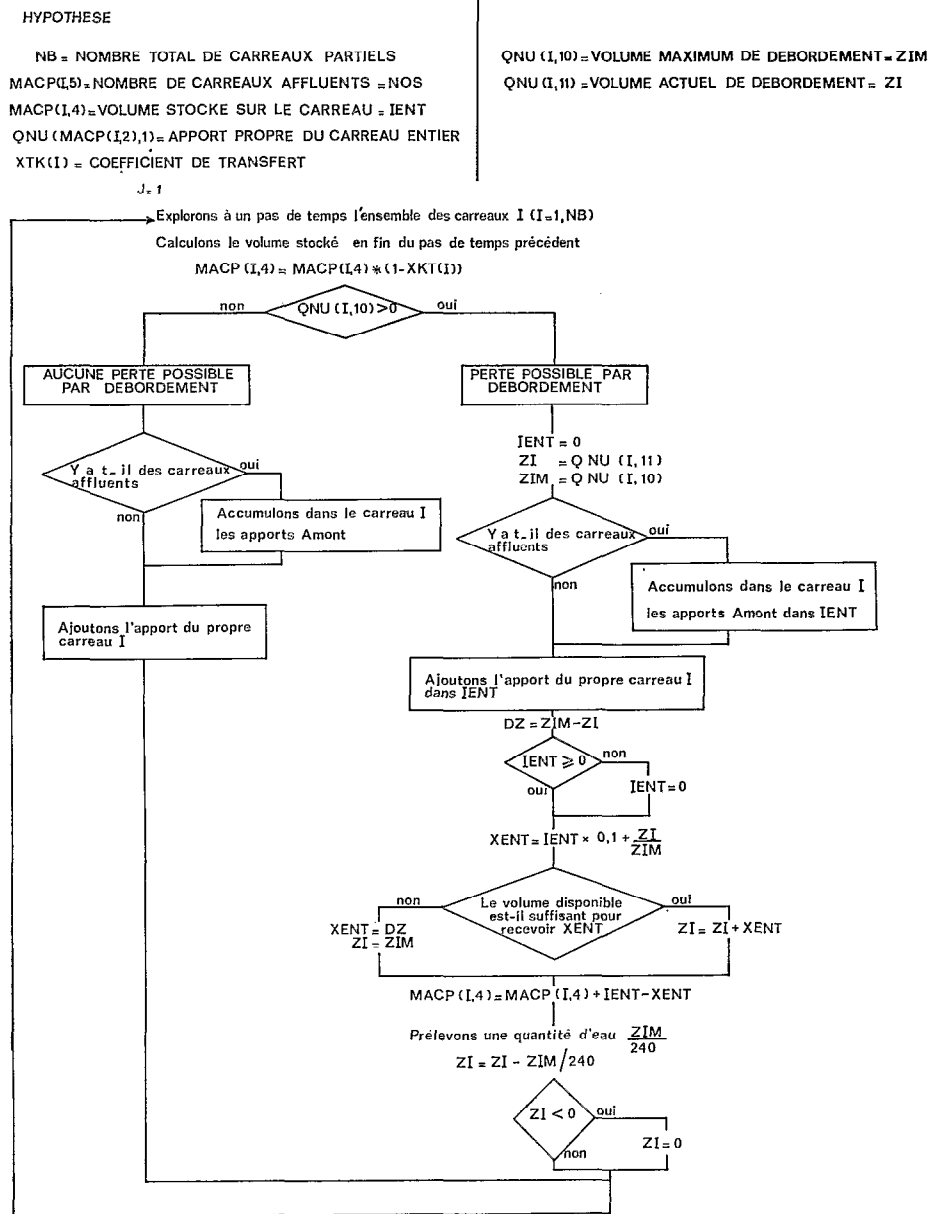 HYPOTHESE
NB = NOMBRE TOTAL DE CARREAUX PARTIELS
MACP(I,5)=NOMBRE DE CARREAUX AFFLUENTS =NOS
MACP(I,4)=VOLUME STOCKE SUR LE CARREAU = IENT
QNU (MACP(I,2),1)= APPORT PROPRE DU CARREAU ENTIER
XTK(I) = COEFFICIENT DE TRANSFERT
QNU (I,10)=VOLUME MAXIMUM DE DEBORDEMENT=ZIM
QNU (I,11) =VOLUME ACTUEL DE DEBORDEMENT= ZI
J=1
Explorons à un pas de temps l'ensemble des carreaux I (I=1,NB)
Calculons le volume stocké en fin du pas de temps précédent
MACP (I,4)= MACP(I,4) *(1-XKT(I))
non
QNU (I,10)>0
oui
AUCUNE PERTE POSSIBLE
PAR DEBORDEMENT
Y a t_ il des carreaux
affluents
oui
non
Accumulons dans le carreau I
les apports Amont
Ajoutons l'apport du propre
carreau I
PERTE POSSIBLE PAR
DEBORDEMENT
IENT = 0
ZI = Q NU (I,11)
ZIM = Q NU (I,10)
Y a t_ il des carreaux
affluents
oui
non
Accumulons dans le carreau I
les apports Amont dans IENT
Ajoutons l'apport du propre carreau I
dans IENT
DZ = ZIM-ZI
IENT ⩾ 0
non
oui
IENT=0
XENT= IENT × 0,1 + ZI
ZIM
non
Le volume disponible
est-il suffisant pour
recevoir XENT
oui
XENT= DZ
ZI = ZIM
ZI= ZI + XENT
MACP (I,4)=MACP (I,4)+IENT-XENT
Prélevons une quantité d'eau ZIM
240
ZI = ZI - ZIM/240
ZI < 0
oui
non
ZI=0